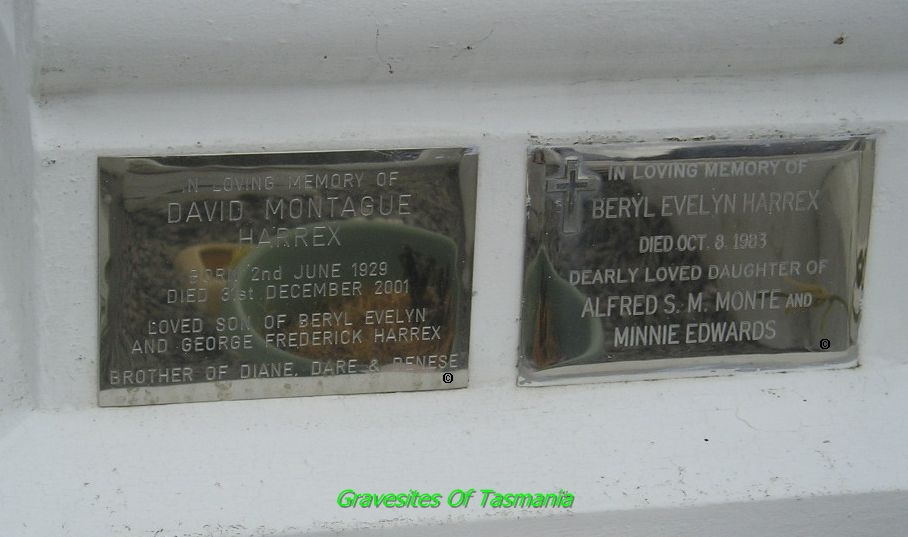 IN LOVING MEMORY OF
DAVID MONTAGUE
HARREX
BORN 2nd JUNE 1929
DIED 31st DECEMBER 2001
LOVED SON OF BERYL EVELYN
AND GEORGE FREDERICK HARREX
BROTHER OF DIANE, DARE & DENESE
©
IN LOVING MEMORY OF
BERYL EVELYN HARREX
DIED OCT. 8. 1983
DEARLY LOVED DAUGHTER OF
ALFRED S. M. MONTE AND
MINNIE EDWARDS
©
Gravesites Of Tasmania